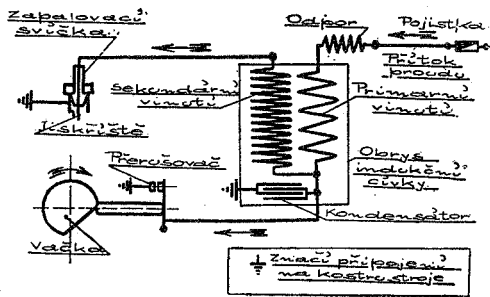 Zapalovací
svíčka
Odpor
Pojistka
Přítok
proudu
Sekundární
vinutí
Primární
vinutí
Jiskřiště
Přerušovač
Obrys
indukční
cívky
Kondensátor
Vačka
Značí připojení
na kostru stroje